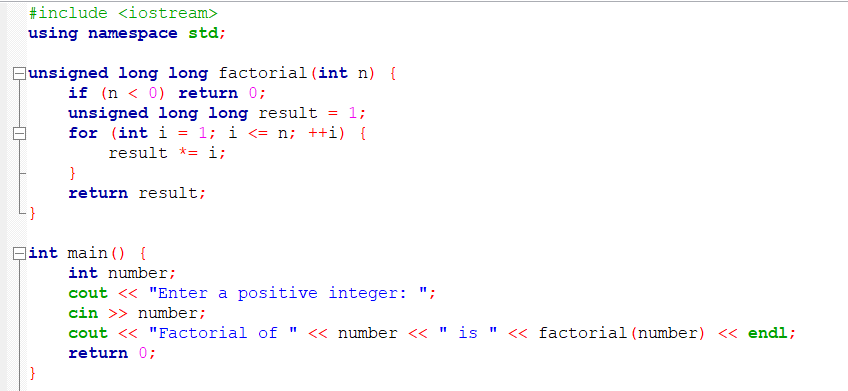 #include <iostream>
using namespace std;

unsigned long long factorial(int n) {
    if (n < 0) return 0;
    unsigned long long result = 1;
    for (int i = 1; i <= n; ++i) {
        result *= i;
    }
    return result;
}

int main() {
    int number;
    cout << "Enter a positive integer: ";
    cin >> number;
    cout << "Factorial of " << number << " is " << factorial(number) << endl;
    return 0;
}